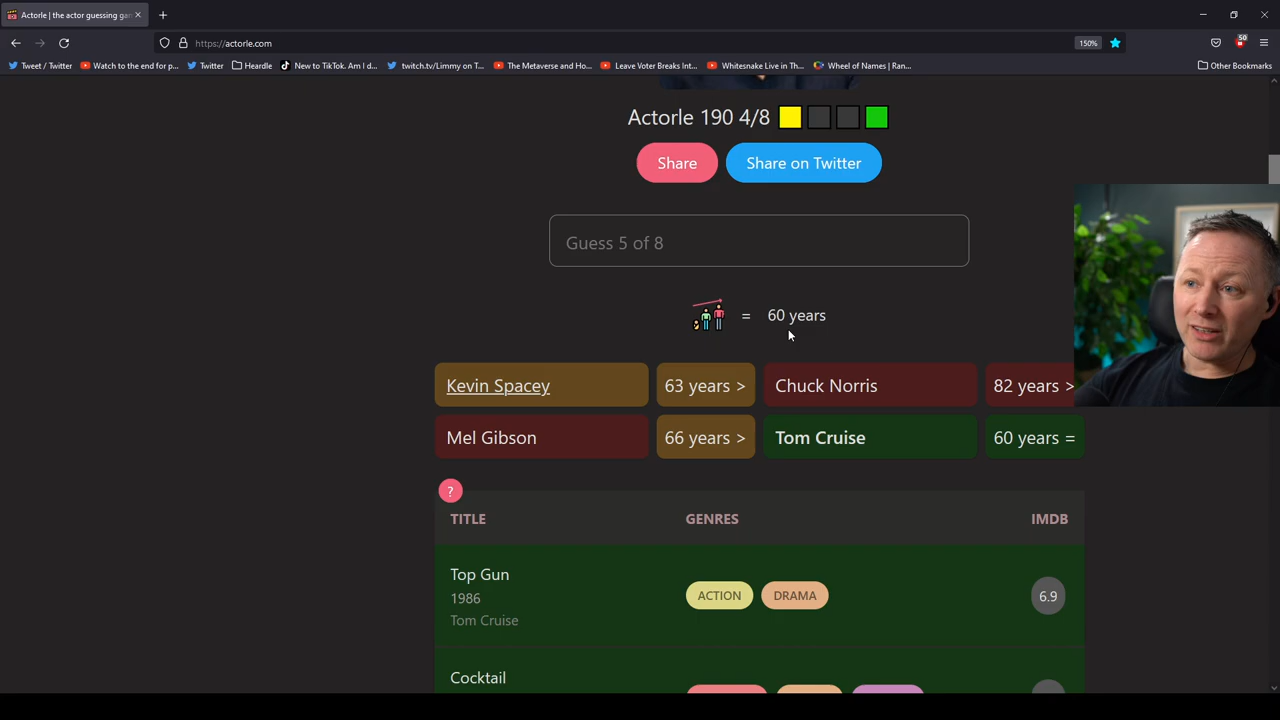 Actorle | the actor guessing gam
https://actorle.com
150%
50
Tweet / Twitter
Watch to the end for p...
Twitter
Heardle
New to TikTok. Am I d...
twitch.tv/Limmy on T...
The Metaverse and Ho...
Leave Voter Breaks Int...
Whitesnake Live in Th...
Wheel of Names | Ran...
Other Bookmarks
Actorle 190 4/8
Share
Share on Twitter
Guess 5 of 8
= 60 years
Kevin Spacey 63 years > Chuck Norris 82 years >
Mel Gibson 66 years > Tom Cruise 60 years =
?
TITLE GENRES IMDB
Top Gun
1986
Tom Cruise
ACTION DRAMA
6.9
Cocktail